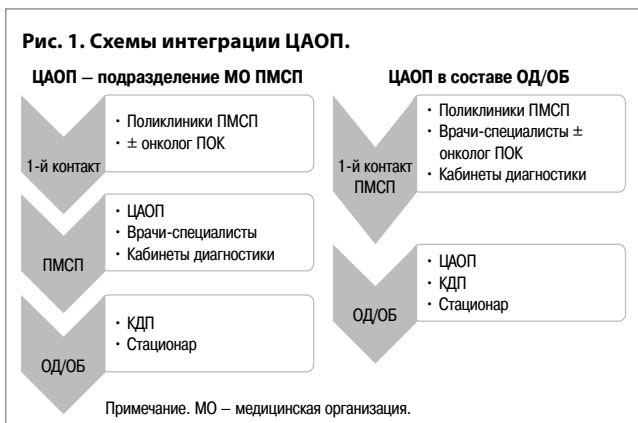 Рис. 1. Схемы интеграции ЦАОП.
ЦАОП – подразделение МО ПМСП
1-й контакт
· Поликлиники ПМСП
· ± онколог ПОК
ПМСП
· ЦАОП
· Врачи-специалисты
· Кабинеты диагностики
ОД/ОБ
· КДП
· Стационар
ЦАОП в составе ОД/ОБ
1-й контакт
ПМСП
· Поликлиники ПМСП
· Врачи-специалисты ±
онколог ПОК
· Кабинеты диагностики
ОД/ОБ
· ЦАОП
· КДП
· Стационар
Примечание. МО – медицинская организация.